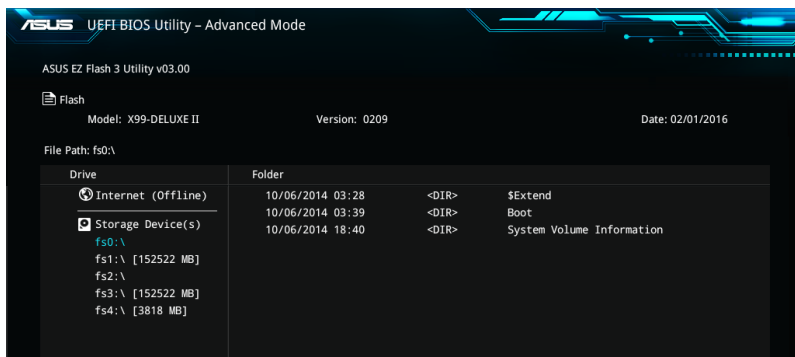 ASUS UEFI BIOS Utility – Advanced Mode
ASUS EZ Flash 3 Utility v03.00
Flash
Model: X99-DELUXE II Version: 0209 Date: 02/01/2016
File Path: fs0:\
Drive Folder
Internet (Offline) 10/06/2014 03:28 <DIR> $Extend
10/06/2014 03:39 <DIR> Boot
Storage Device(s) 10/06/2014 18:40 <DIR> System Volume Information
fs0:\
fs1:\ [152522 MB]
fs2:\
fs3:\ [152522 MB]
fs4:\ [3818 MB]